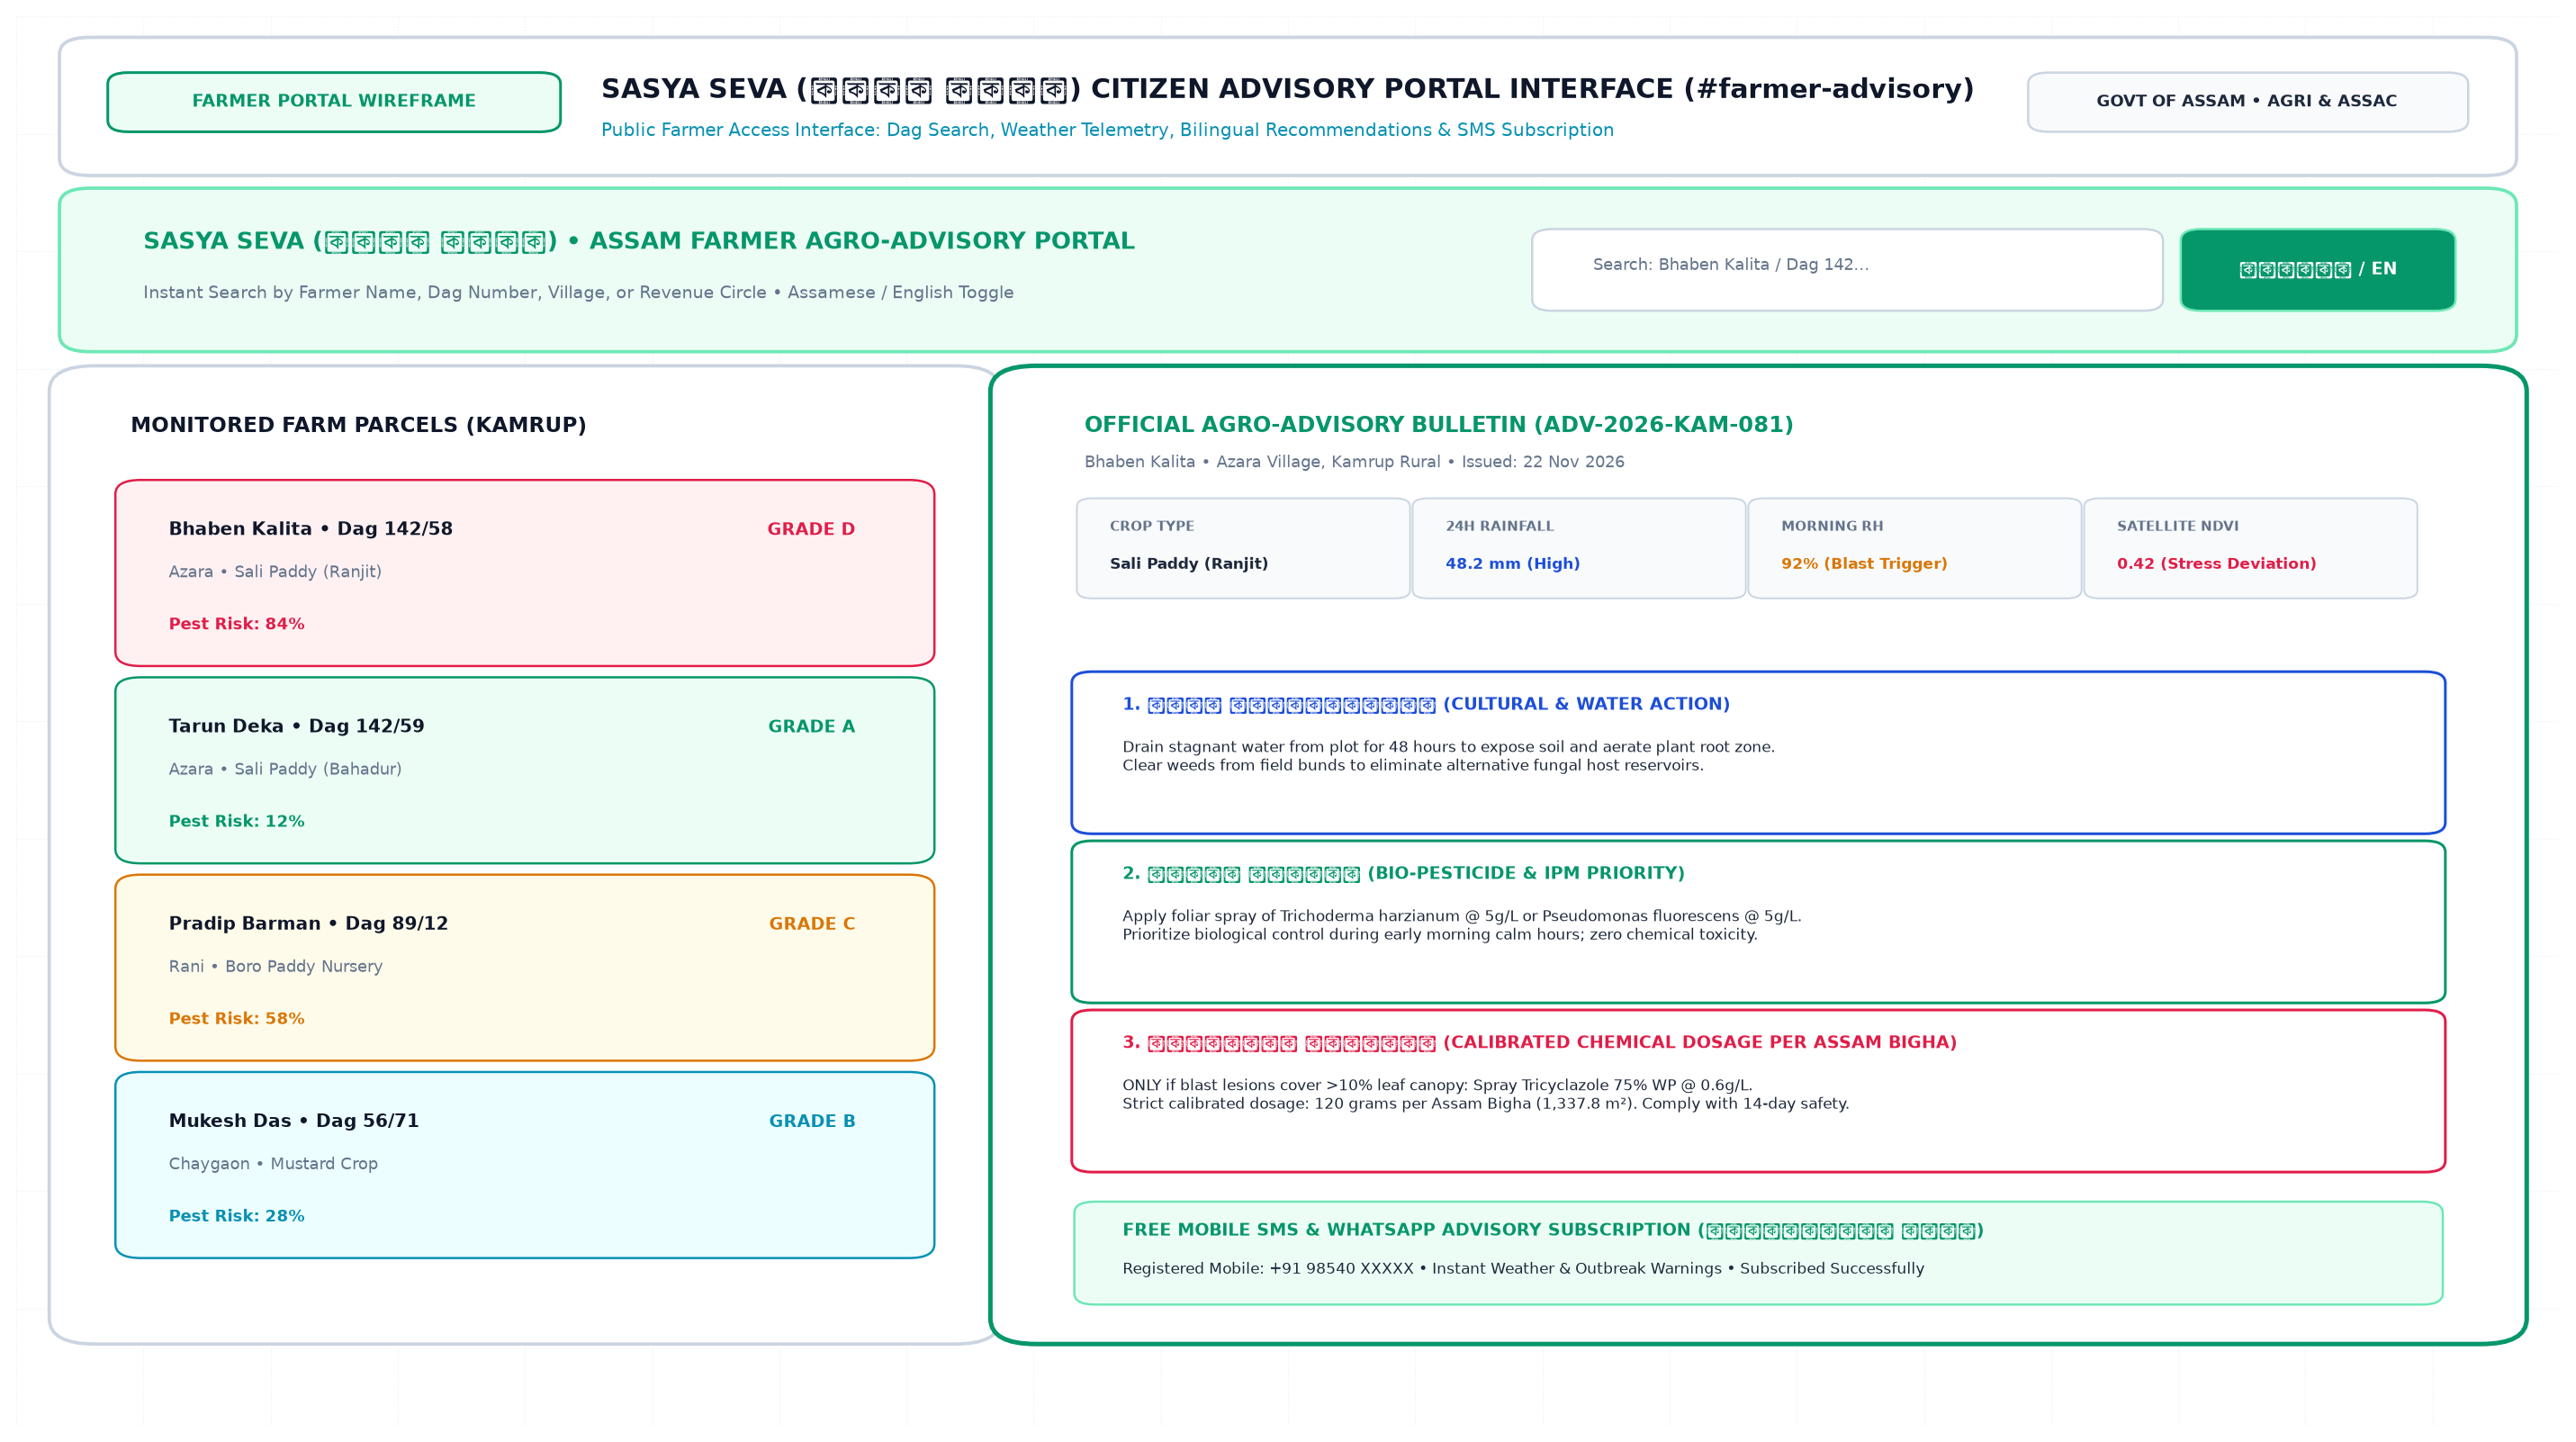 FARMER PORTAL WIREFRAME
SASYA SEVA ( ) CITIZEN ADVISORY PORTAL INTERFACE (#farmer-advisory)
Public Farmer Access Interface: Dag Search, Weather Telemetry, Bilingual Recommendations & SMS Subscription
GOVT OF ASSAM • AGRI & ASSAC
SASYA SEVA ( ) • ASSAM FARMER AGRO-ADVISORY PORTAL
Instant Search by Farmer Name, Dag Number, Village, or Revenue Circle • Assamese / English Toggle
Search: Bhaben Kalita / Dag 142...
/ EN
MONITORED FARM PARCELS (KAMRUP)
Bhaben Kalita • Dag 142/58
GRADE D
Azara • Sali Paddy (Ranjit)
Pest Risk: 84%
Tarun Deka • Dag 142/59
GRADE A
Azara • Sali Paddy (Bahadur)
Pest Risk: 12%
Pradip Barman • Dag 89/12
GRADE C
Rani • Boro Paddy Nursery
Pest Risk: 58%
Mukesh Das • Dag 56/71
GRADE B
Chaygaon • Mustard Crop
Pest Risk: 28%
OFFICIAL AGRO-ADVISORY BULLETIN (ADV-2026-KAM-081)
Bhaben Kalita • Azara Village, Kamrup Rural • Issued: 22 Nov 2026
CROP TYPE
Sali Paddy (Ranjit)
24H RAINFALL
48.2 mm (High)
MORNING RH
92% (Blast Trigger)
SATELLITE NDVI
0.42 (Stress Deviation)
1. (CULTURAL & WATER ACTION)
Drain stagnant water from plot for 48 hours to expose soil and aerate plant root zone.
Clear weeds from field bunds to eliminate alternative fungal host reservoirs.
2. (BIO-PESTICIDE & IPM PRIORITY)
Apply foliar spray of Trichoderma harzianum @ 5g/L or Pseudomonas fluorescens @ 5g/L.
Prioritize biological control during early morning calm hours; zero chemical toxicity.
3. (CALIBRATED CHEMICAL DOSAGE PER ASSAM BIGHA)
ONLY if blast lesions cover >10% leaf canopy: Spray Tricyclazole 75% WP @ 0.6g/L.
Strict calibrated dosage: 120 grams per Assam Bigha (1,337.8 m²). Comply with 14-day safety.
FREE MOBILE SMS & WHATSAPP ADVISORY SUBSCRIPTION ( )
Registered Mobile: +91 98540 XXXXX • Instant Weather & Outbreak Warnings • Subscribed Successfully